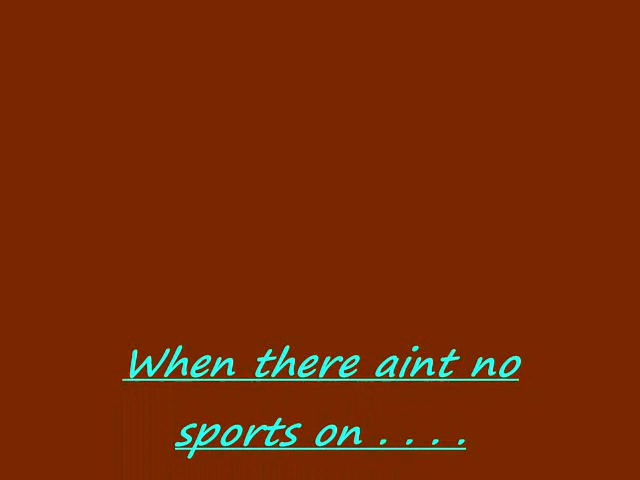 When there aint no
sports on . . . .